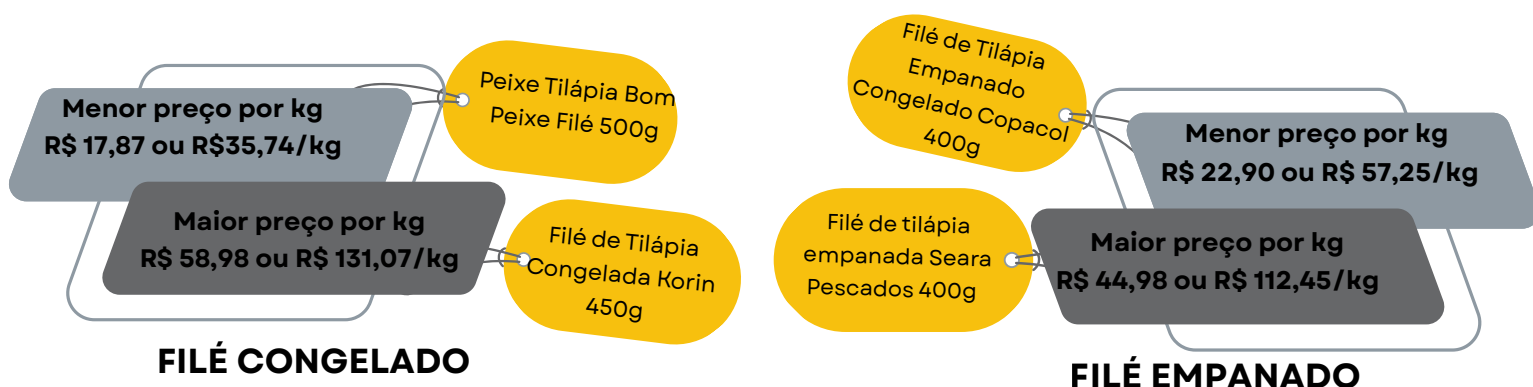 Menor preço por kg
R$ 17,87 ou R$35,74/kg
Peixe Tilápia Bom
Peixe Filé 500g
Maior preço por kg
R$ 58,98 ou R$ 131,07/kg
Filé de Tilápia
Congelada Korin
450g
FILÉ CONGELADO
Filé de Tilápia
Empanado
Congelado Copacol
400g
Menor preço por kg
R$ 22,90 ou R$ 57,25/kg
Filé de tilápia
empanada Seara
Pescados 400g
Maior preço por kg
R$ 44,98 ou R$ 112,45/kg
FILÉ EMPANADO